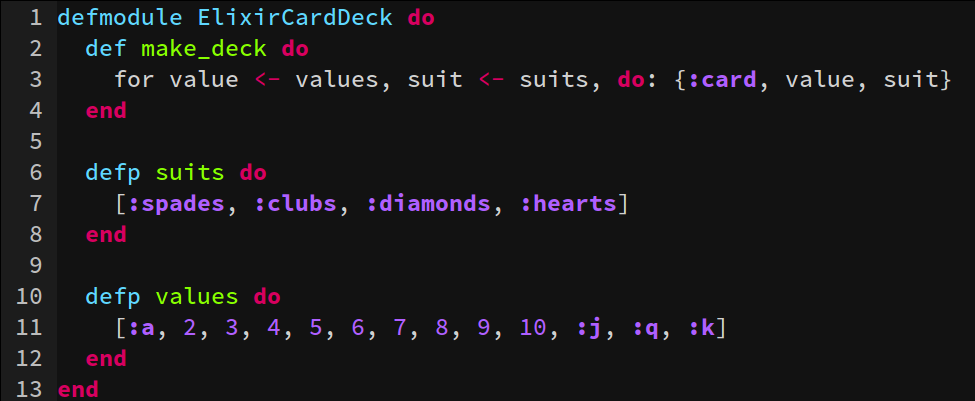 1 defmodule ElixirCardDeck do
2   def make_deck do
3     for value <- values, suit <- suits, do: {:card, value, suit}
4   end
5
6   defp suits do
7     [:spades, :clubs, :diamonds, :hearts]
8   end
9
10   defp values do
11     [:a, 2, 3, 4, 5, 6, 7, 8, 9, 10, :j, :q, :k]
12   end
13 end